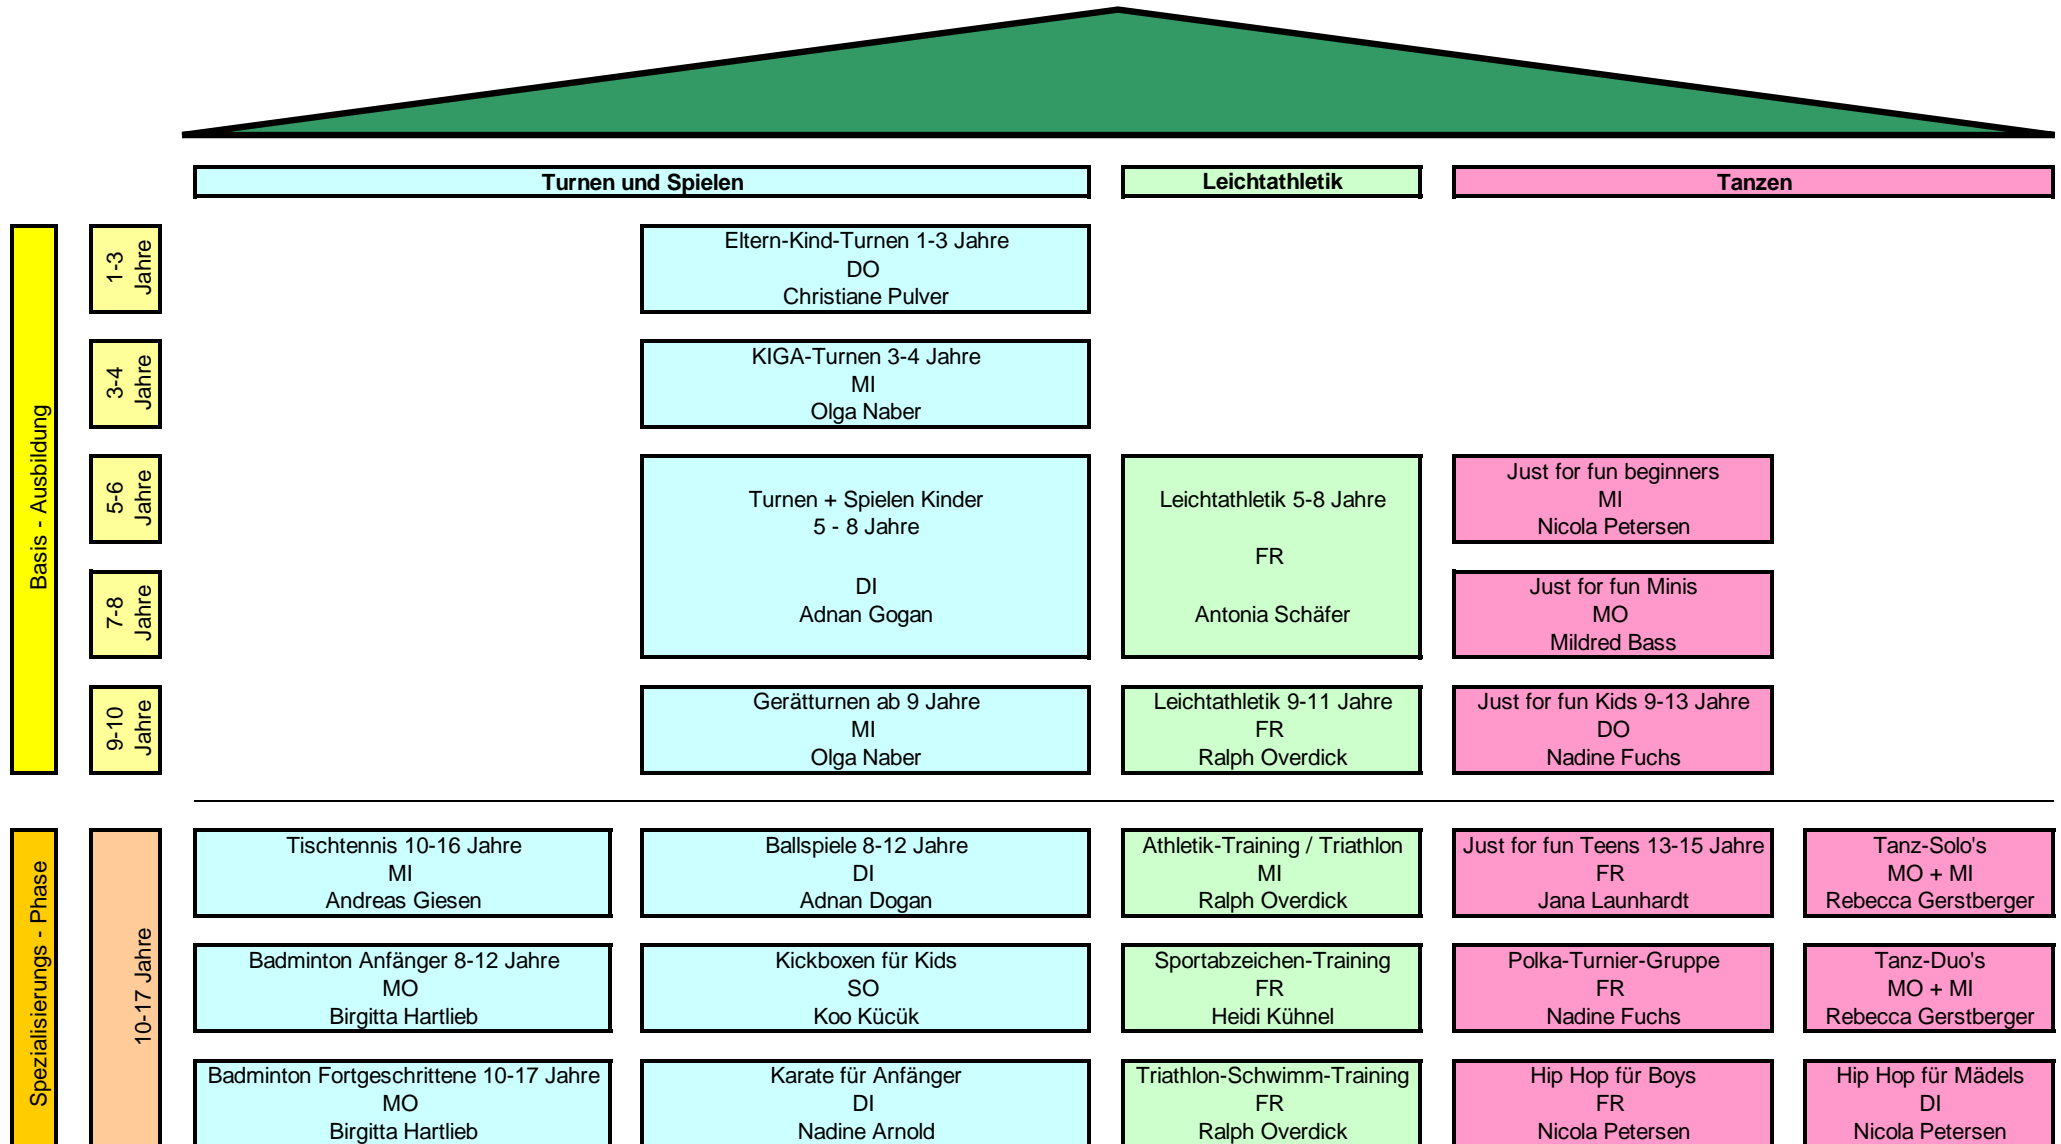 Turnen und Spielen
Leichtathletik
Tanzen
Basis - Ausbildung
1-3
Jahre
Eltern-Kind-Turnen 1-3 Jahre
DO
Christiane Pulver
3-4
Jahre
KIGA-Turnen 3-4 Jahre
MI
Olga Naber
5-6
Jahre
7-8
Jahre
Turnen + Spielen Kinder
5 - 8 Jahre
DI
Adnan Gogan
Leichtathletik 5-8 Jahre
FR
Antonia Schäfer
Just for fun beginners
MI
Nicola Petersen
Just for fun Minis
MO
Mildred Bass
9-10
Jahre
Gerätturnen ab 9 Jahre
MI
Olga Naber
Leichtathletik 9-11 Jahre
FR
Ralph Overdick
Just for fun Kids 9-13 Jahre
DO
Nadine Fuchs
Spezialisierungs - Phase
10-17 Jahre
Tischtennis 10-16 Jahre
MI
Andreas Giesen
Ballspiele 8-12 Jahre
DI
Adnan Dogan
Athletik-Training / Triathlon
MI
Ralph Overdick
Just for fun Teens 13-15 Jahre
FR
Jana Launhardt
Tanz-Solo's
MO + MI
Rebecca Gerstberger
Badminton Anfänger 8-12 Jahre
MO
Birgitta Hartlieb
Kickboxen für Kids
SO
Koo Kücük
Sportabzeichen-Training
FR
Heidi Kühnel
Polka-Turnier-Gruppe
FR
Nadine Fuchs
Tanz-Duo's
MO + MI
Rebecca Gerstberger
Badminton Fortgeschrittene 10-17 Jahre
MO
Birgitta Hartlieb
Karate für Anfänger
DI
Nadine Arnold
Triathlon-Schwimm-Training
FR
Ralph Overdick
Hip Hop für Boys
FR
Nicola Petersen
Hip Hop für Mädels
DI
Nicola Petersen